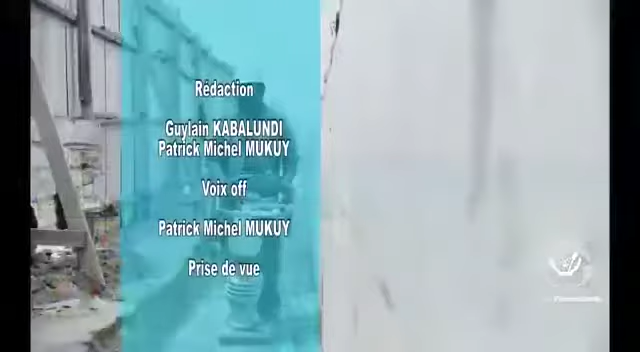 Rédaction
Guylain KABALUNDI
Patrick Michel MUKUY
Voix off
Patrick Michel MUKUY
Prise de vue